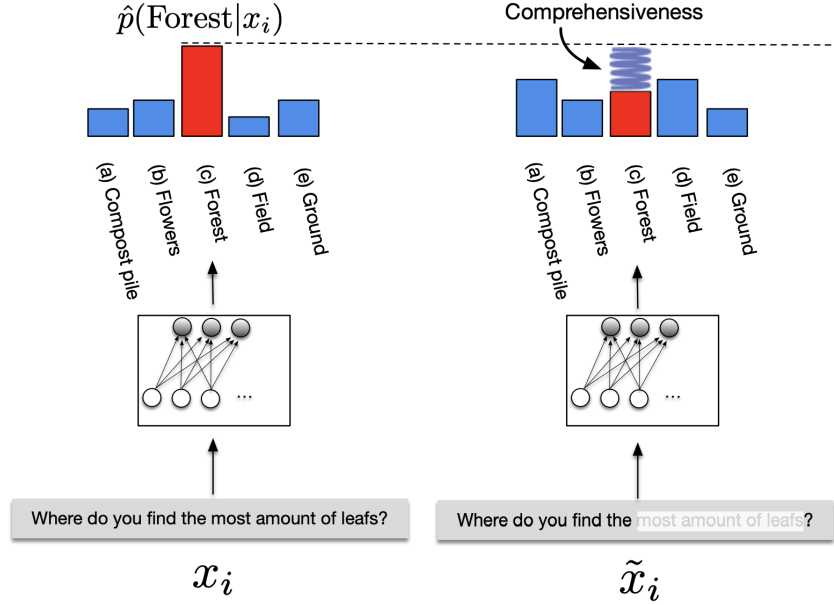 p̂(Forest|xᵢ)
Comprehensiveness
(a) Compost pile
(b) Flowers
(c) Forest
(d) Field
(e) Ground
(a) Compost pile
(b) Flowers
(c) Forest
(d) Field
(e) Ground
...
...
Where do you find the most amount of leafs?
Where do you find the most amount of leafs?
xᵢ
x̃ᵢ